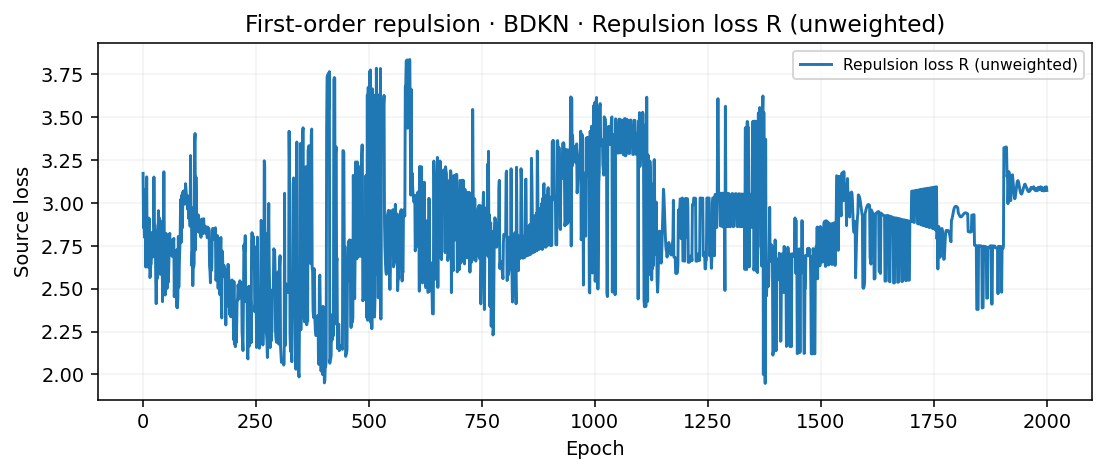 First-order repulsion · BDKN · Repulsion loss R (unweighted)
Repulsion loss R (unweighted)
Source loss
3.75
3.50
3.25
3.00
2.75
2.50
2.25
2.00
0 250 500 750 1000 1250 1500 1750 2000
Epoch